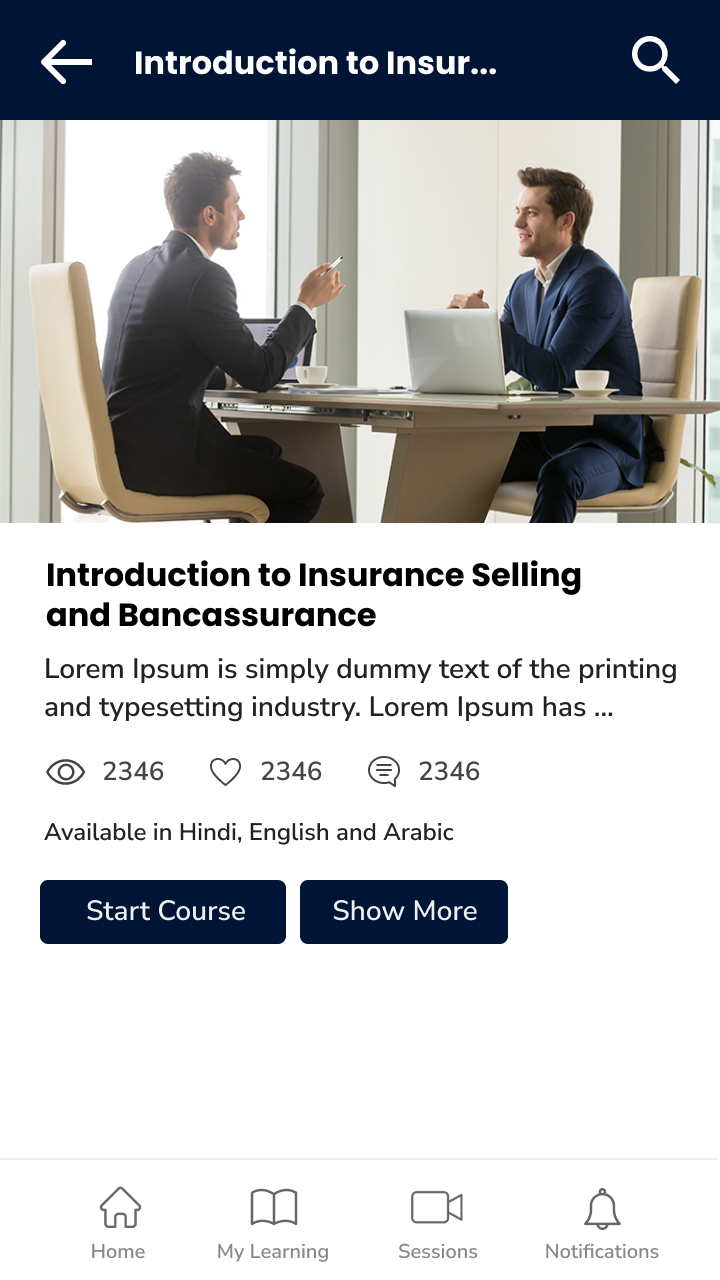 Introduction to Insur...
Introduction to Insurance Selling
and Bancassurance
Lorem Ipsum is simply dummy text of the printing
and typesetting industry. Lorem Ipsum has ...
2346 2346 2346
Available in Hindi, English and Arabic
Start Course Show More
Home My Learning Sessions Notifications